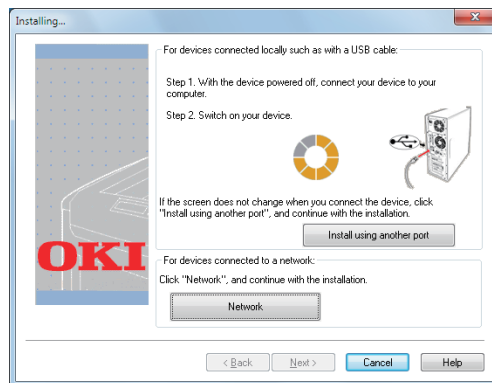 Installing...
For devices connected locally such as with a USB cable:
Step 1. With the device powered off, connect your device to your
computer.
Step 2. Switch on your device.
If the screen does not change when you connect the device, click
"Install using another port", and continue with the installation.
Install using another port
OKI
For devices connected to a network:
Click "Network", and continue with the installation.
Network
< Back
Next >
Cancel
Help